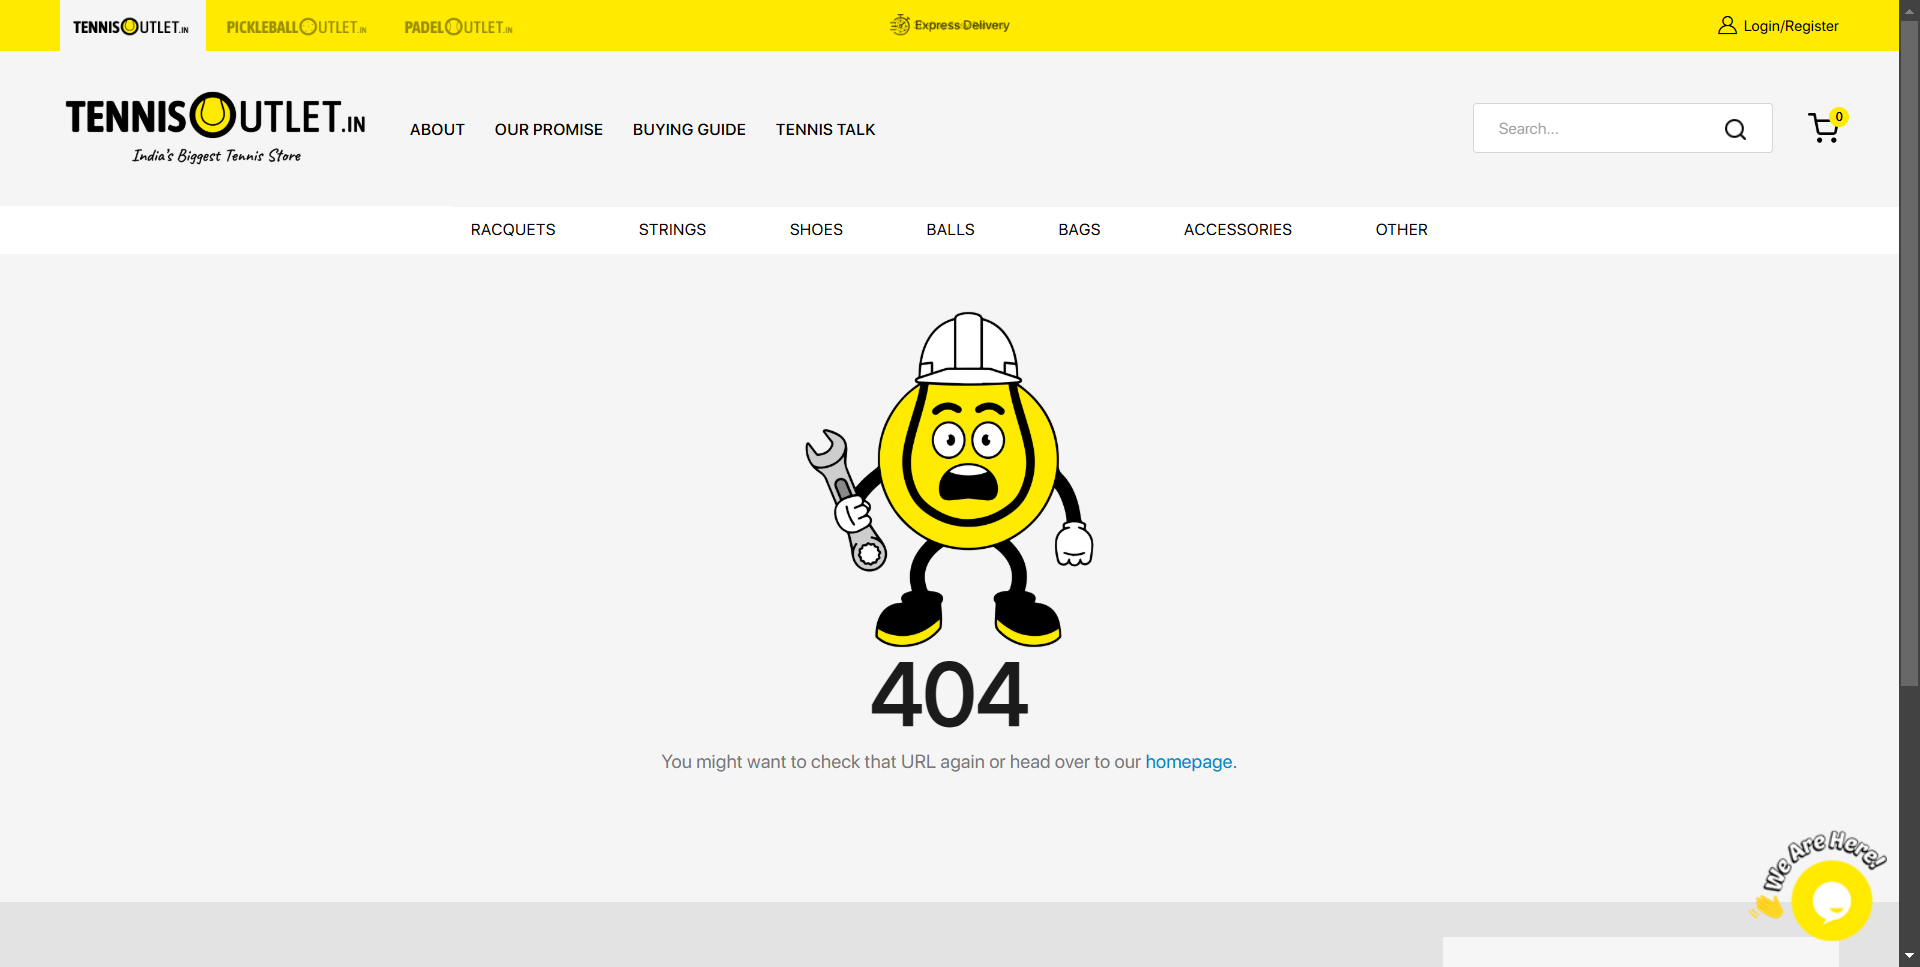 TENNISOUTLET.IN
PICKLEBALLOUTLET.IN
PADELOUTLET.IN
Express Delivery
Login/Register
TENNISOUTLET.IN
India's Biggest Tennis Store
ABOUT
OUR PROMISE
BUYING GUIDE
TENNIS TALK
Search...
0
RACQUETS
STRINGS
SHOES
BALLS
BAGS
ACCESSORIES
OTHER
404
You might want to check that URL again or head over to our homepage.
We Are Here!